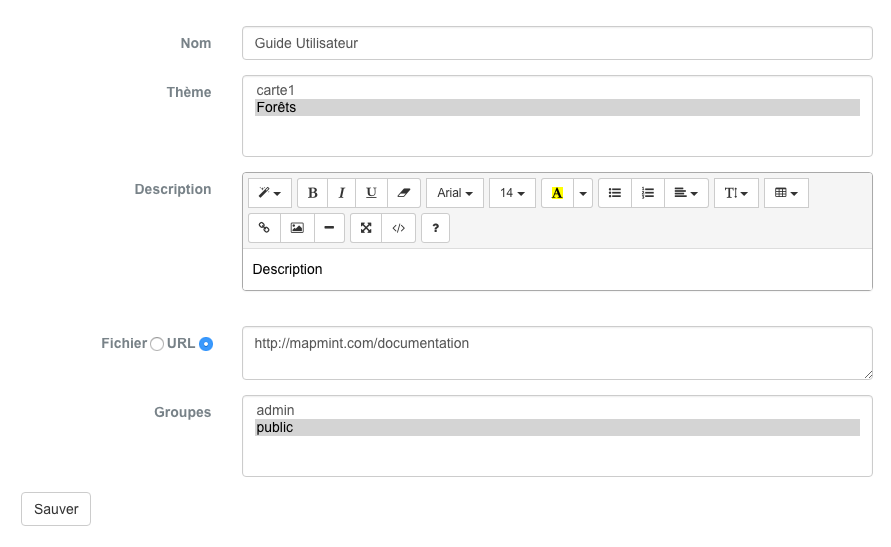 Nom Guide Utilisateur
Thème carte1
Forêts
Description B I U Arial 14 A T
</> ?
Description
Fichier URL http://mapmint.com/documentation
Groupes admin
public
Sauver